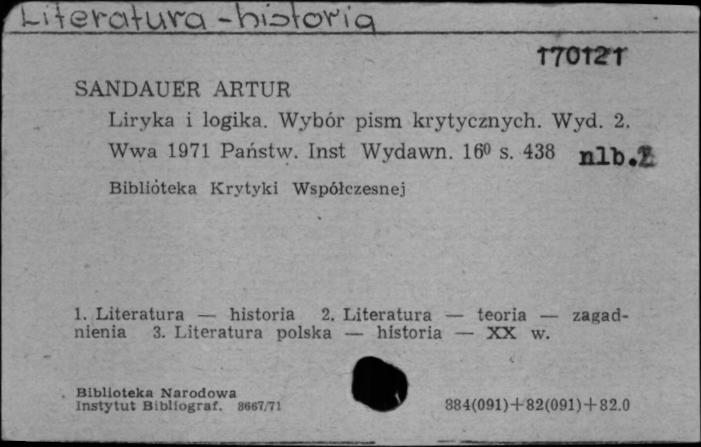 Literatura - historia
170121
SANDAUER ARTUR
Liryka i logika. Wybór pism krytycznych. Wyd. 2.
Wwa 1971 Państw. Inst Wydawn. 16⁰ s. 438 nlb.
Biblióteka Krytyki Współczesnej
1. Literatura — historia 2. Literatura — teoria — zagad-
nienia 3. Literatura polska — historia — XX w.
Biblioteka Narodowa
Instytut Bibliograf. 8667/71
884(091)+82(091)+82.0